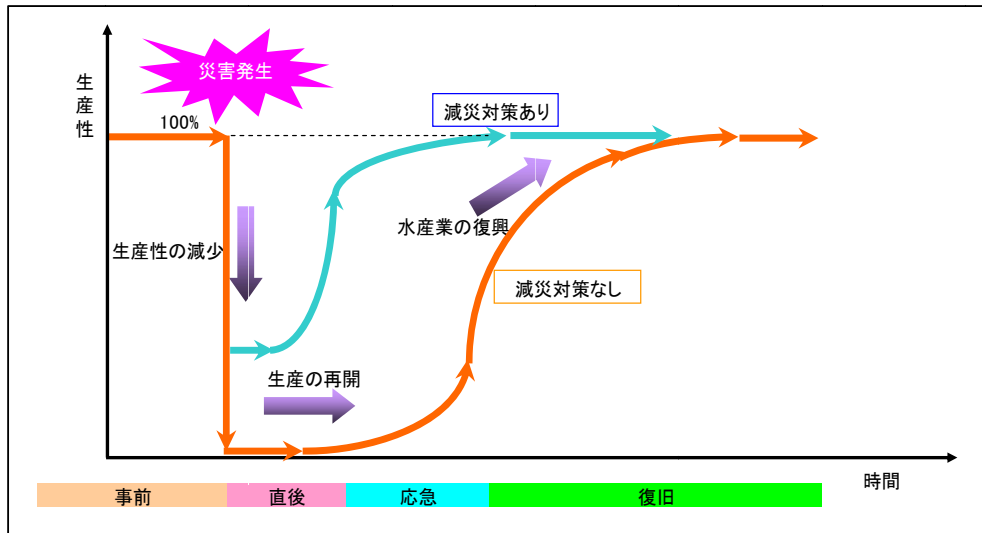 生産性
災害発生
100%
減災対策あり
生産性の減少
水産業の復興
減災対策なし
生産の再開
時間
事前
直後
応急
復旧